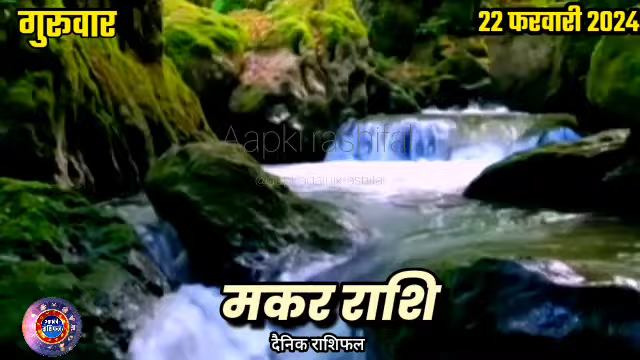 गुरुवार
22 फरवारी 2024
Aapki rashifal
मकर राशि
दैनिक राशिफल